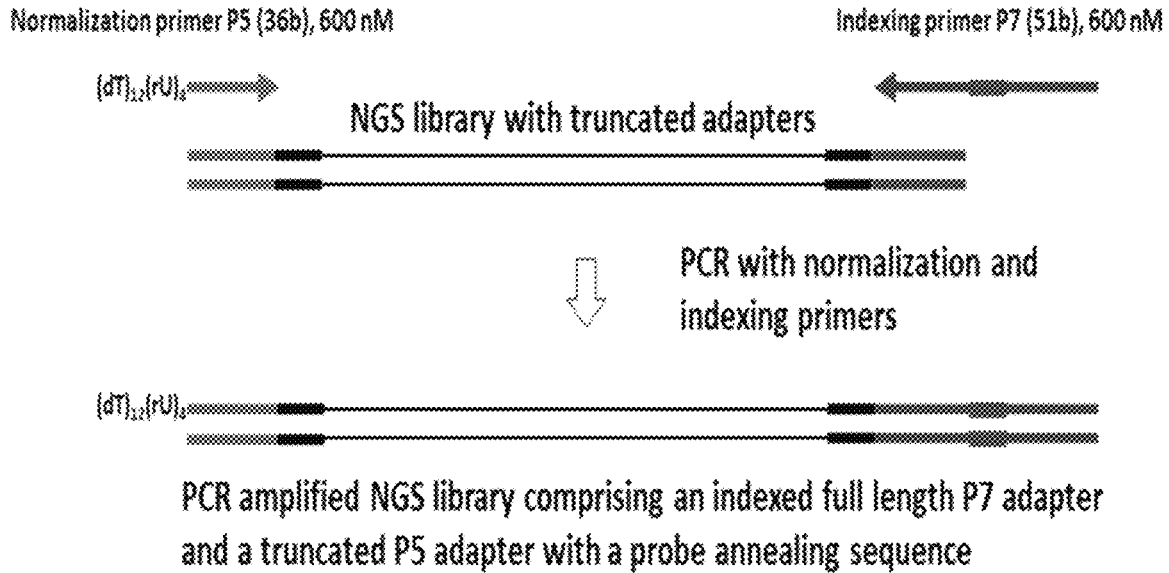 Normalization primer P5 (36b), 600 nM
Indexing primer P7 (51b), 600 nM
(dT)₁₂(rU)₄
NGS library with truncated adapters
PCR with normalization and
indexing primers
(dT)₁₂(rU)₄
PCR amplified NGS library comprising an indexed full length P7 adapter
and a truncated P5 adapter with a probe annealing sequence